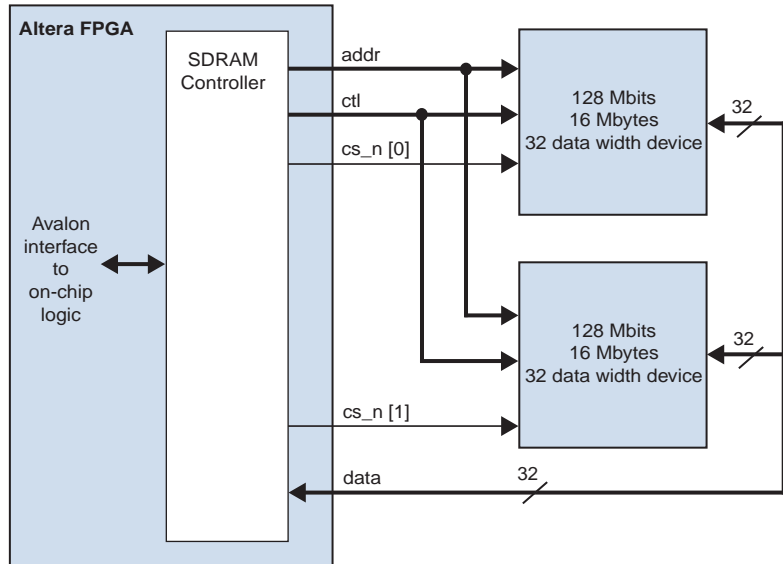 Altera FPGA
SDRAM
Controller
addr
ctl
cs_n [0]
128 Mbits
16 Mbytes
32 data width device
32
Avalon
interface
to
on-chip
logic
128 Mbits
16 Mbytes
32 data width device
32
cs_n [1]
data
32